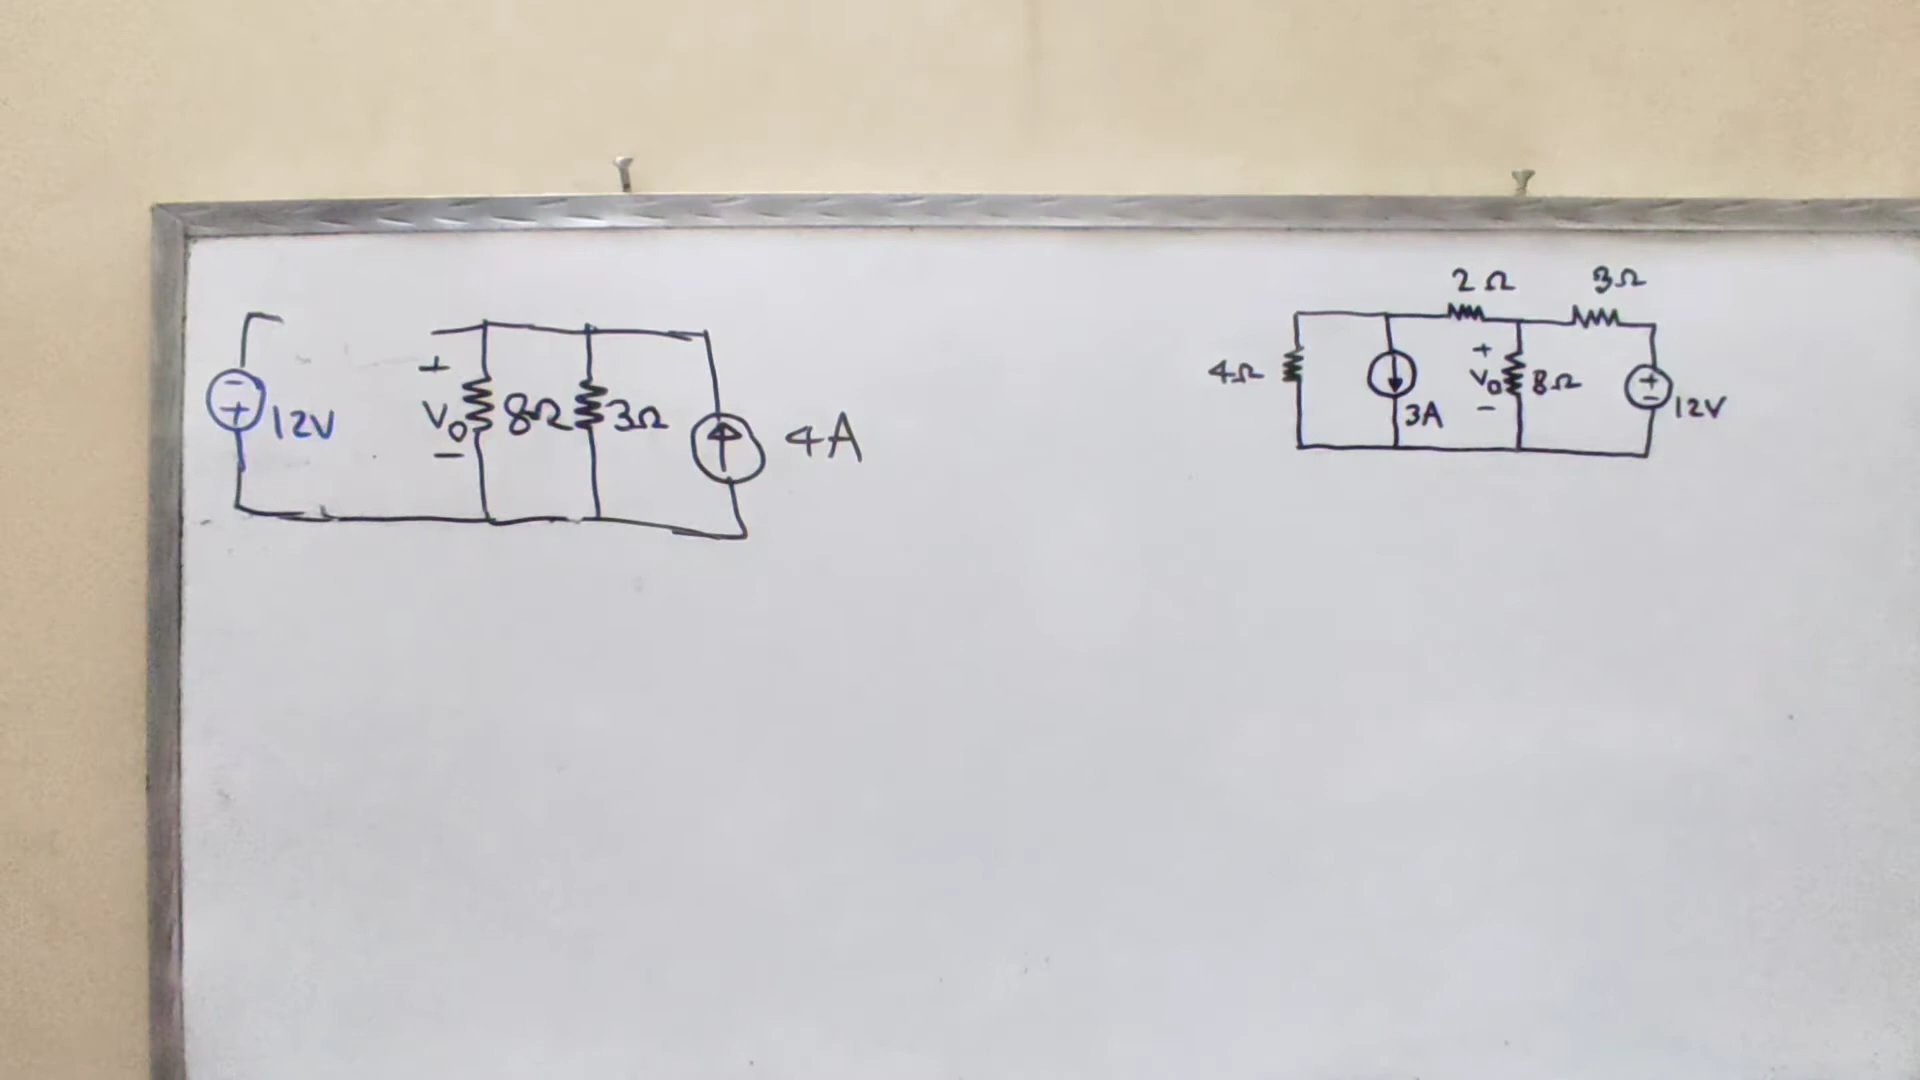 - + 12V
+ Vo - 8Ω 3Ω
4A
2Ω 3Ω
4Ω
3A
+ Vo - 8Ω
+ - 12V